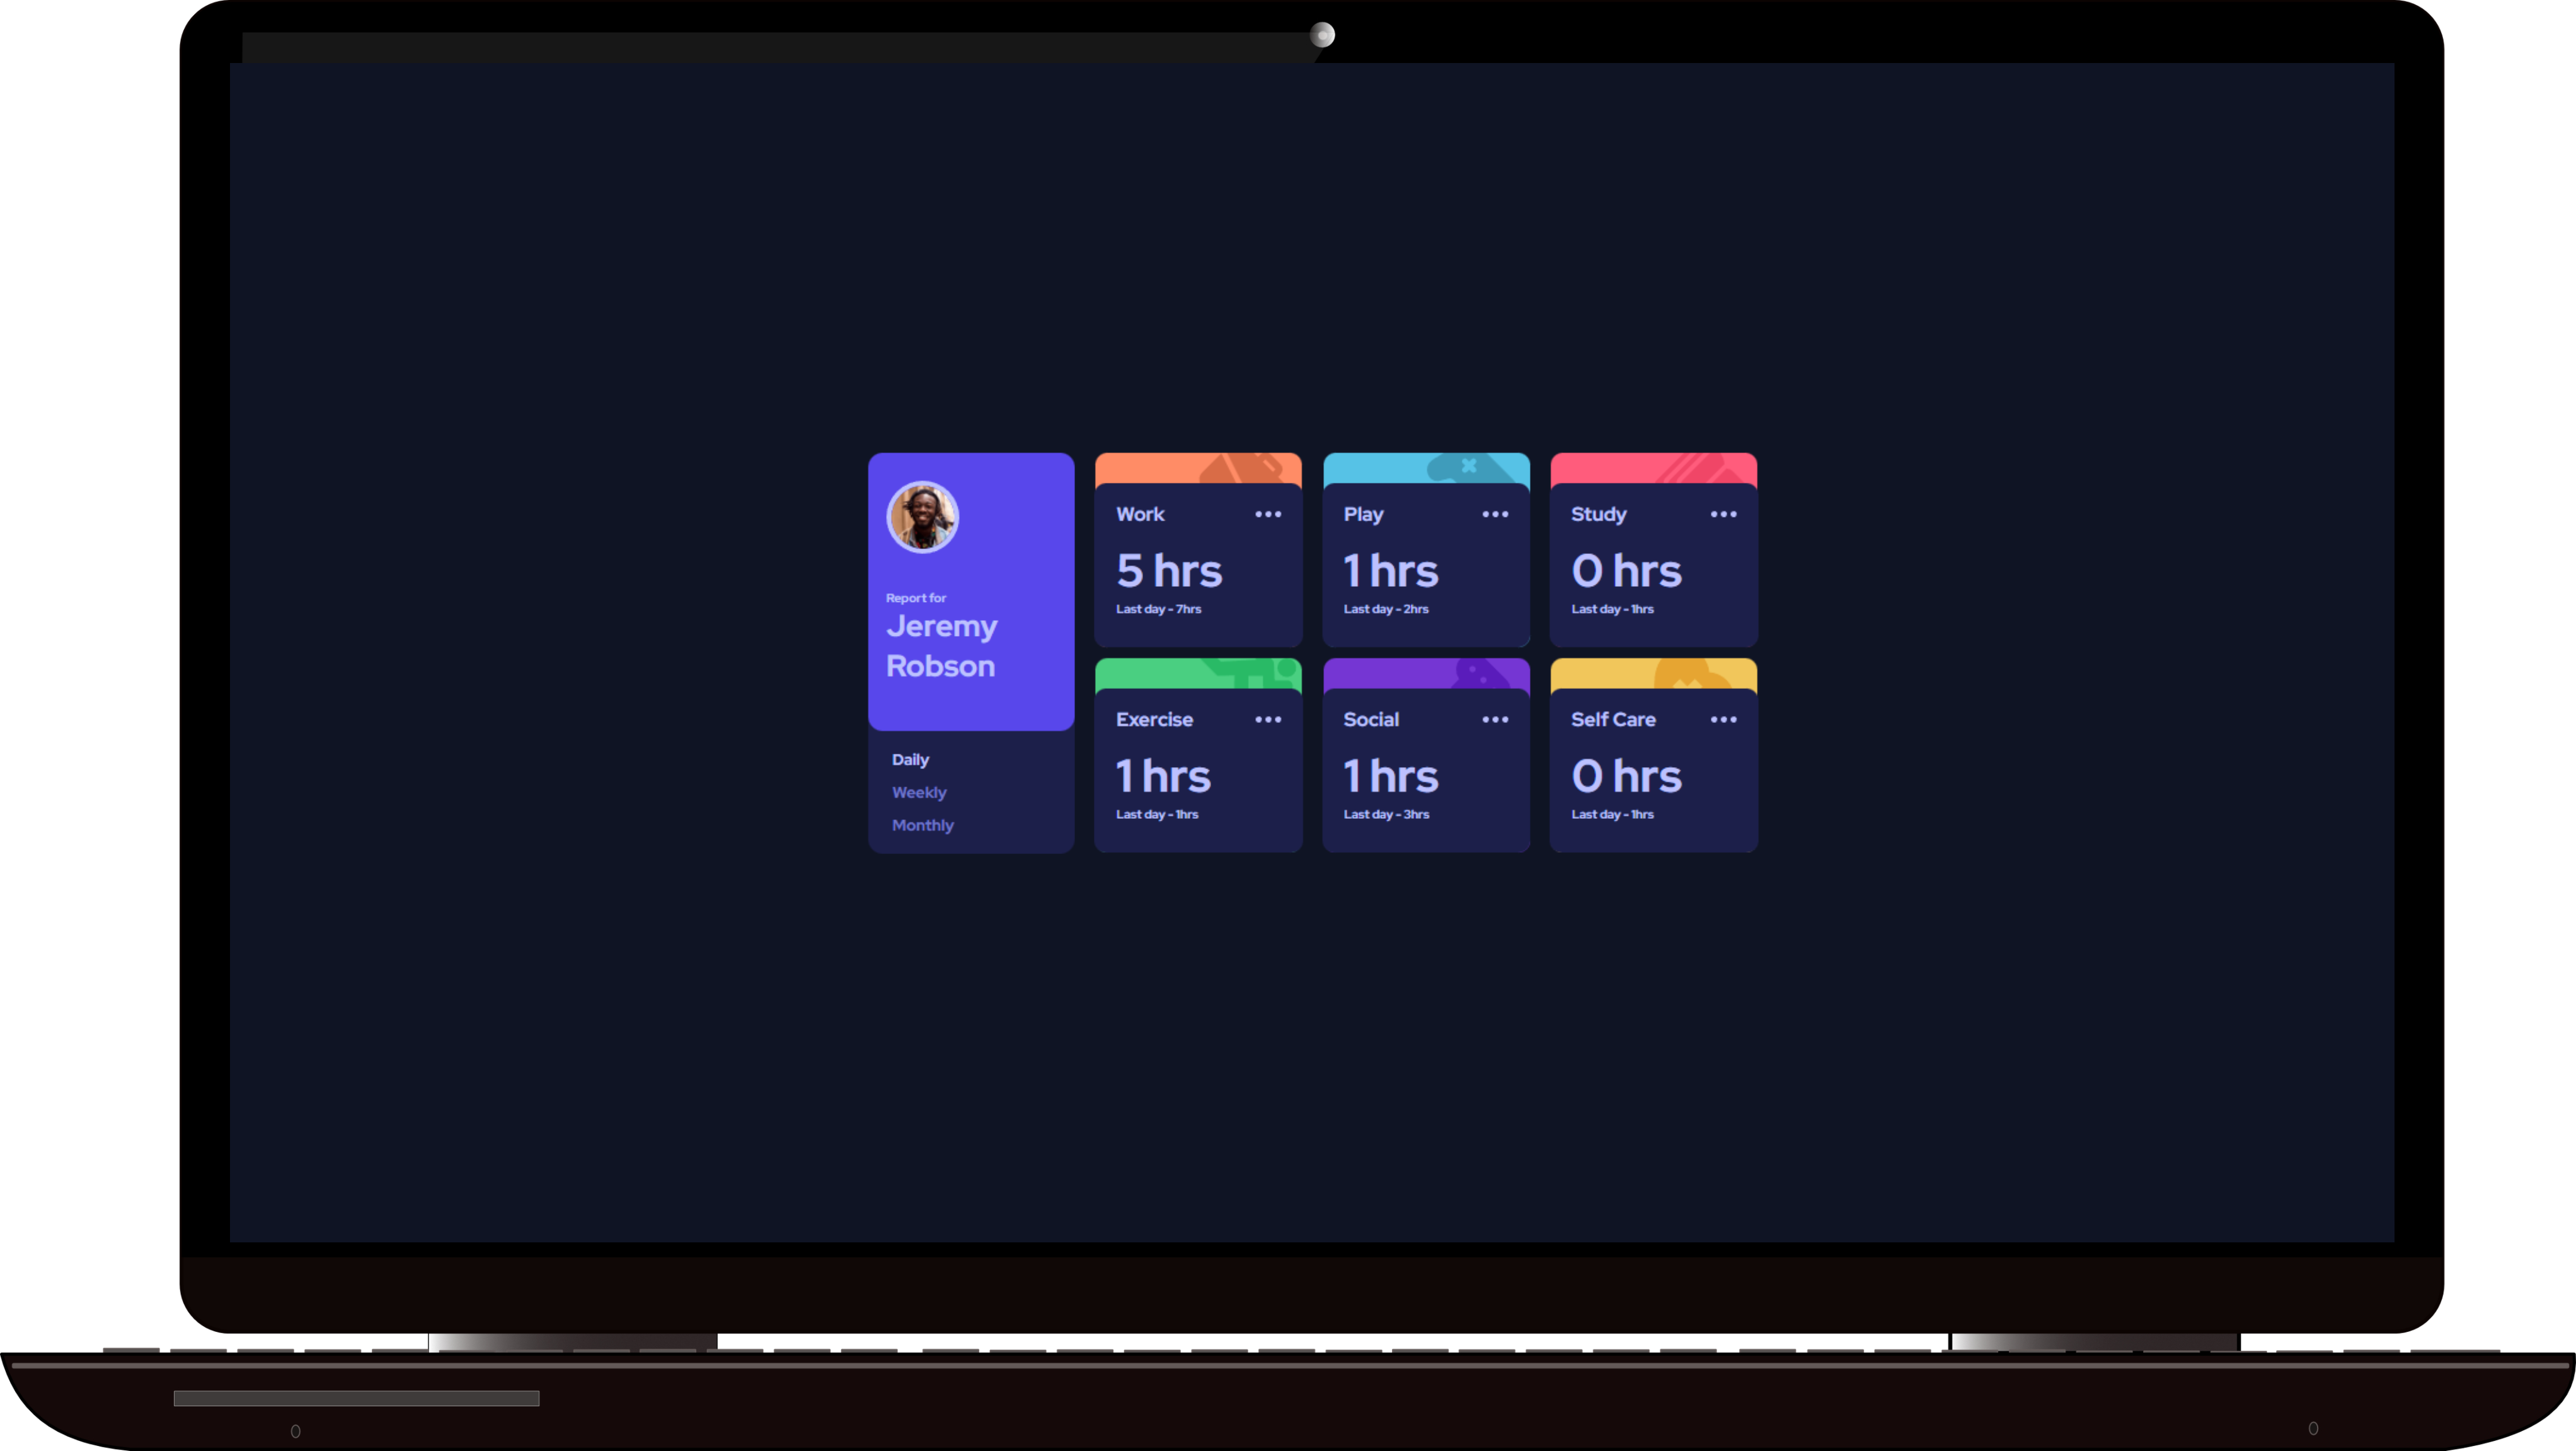 Report for
Jeremy
Robson
Daily
Weekly
Monthly
Work
5 hrs
Last day - 7hrs
Play
1 hrs
Last day - 2hrs
Study
0 hrs
Last day - 1hrs
Exercise
1 hrs
Last day - 1hrs
Social
1 hrs
Last day - 3hrs
Self Care
0 hrs
Last day - 1hrs